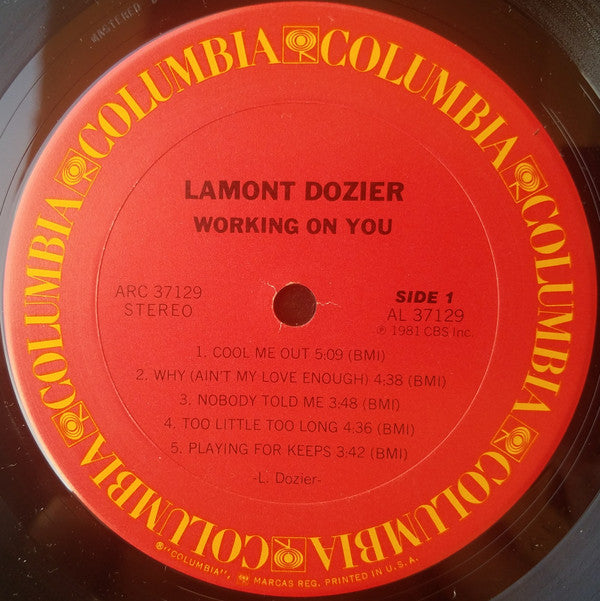 MASTERED
COLUMBIA COLUMBIA COLUMBIA COLUMBIA COLUMBIA COLUMBIA COLUMBIA COLUMBIA
LAMONT DOZIER
WORKING ON YOU
ARC 37129
STEREO
SIDE 1
AL 37129
℗ 1981 CBS Inc.
1. COOL ME OUT 5:09 (BMI)
2. WHY (AIN'T MY LOVE ENOUGH) 4:38 (BMI)
3. NOBODY TOLD ME 3:48 (BMI)
4. TOO LITTLE TOO LONG 4:36 (BMI)
5. PLAYING FOR KEEPS 3:42 (BMI)
-L. Dozier-
®"COLUMBIA", MARCAS REG. PRINTED IN U.S.A.